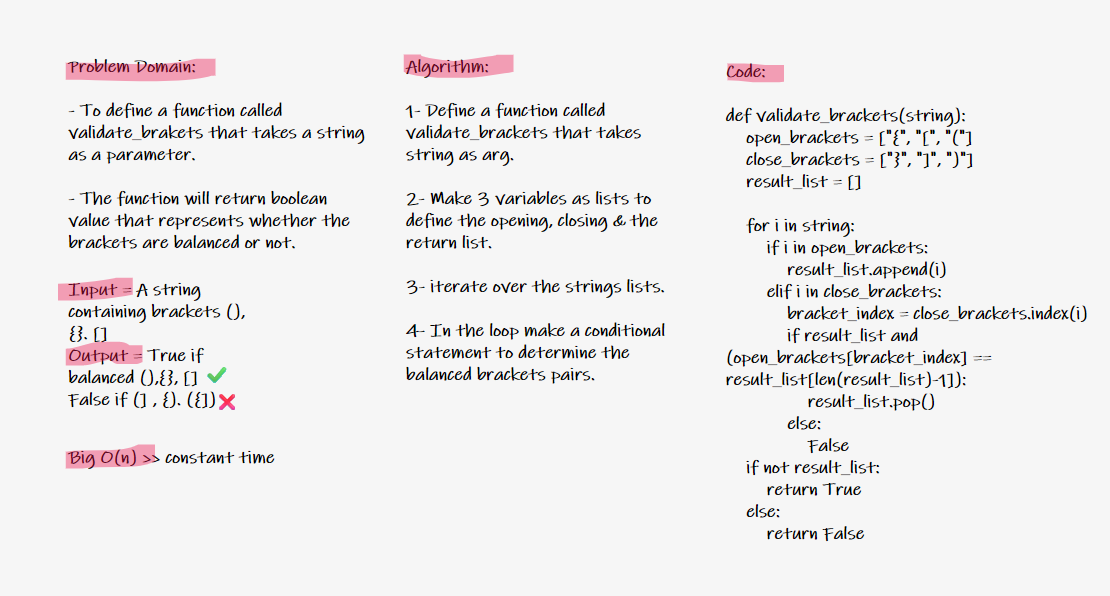 Problem Domain:
- To define a function called
validate_brakets that takes a string
as a parameter.
- The function will return boolean
value that represents whether the
brackets are balanced or not.
Input = A string
containing brackets (),
{}. []
Output = True if
balanced (),{}, []
False if (] , {). ({])
Big O(n) >> constant time
Algorithm:
1- Define a function called
validate_brackets that takes
string as arg.
2- Make 3 variables as lists to
define the opening, closing & the
return list.
3- iterate over the strings lists.
4- In the loop make a conditional
statement to determine the
balanced brackets pairs.
Code:
def validate_brackets(string):
open_brackets = ["{", "[", "("]
close_brackets = ["}", "]", ")"]
result_list = []
for i in string:
if i in open_brackets:
result_list.append(i)
elif i in close_brackets:
bracket_index = close_brackets.index(i)
if result_list and
(open_brackets[bracket_index] ==
result_list[len(result_list)-1]):
result_list.pop()
else:
False
if not result_list:
return True
else:
return False